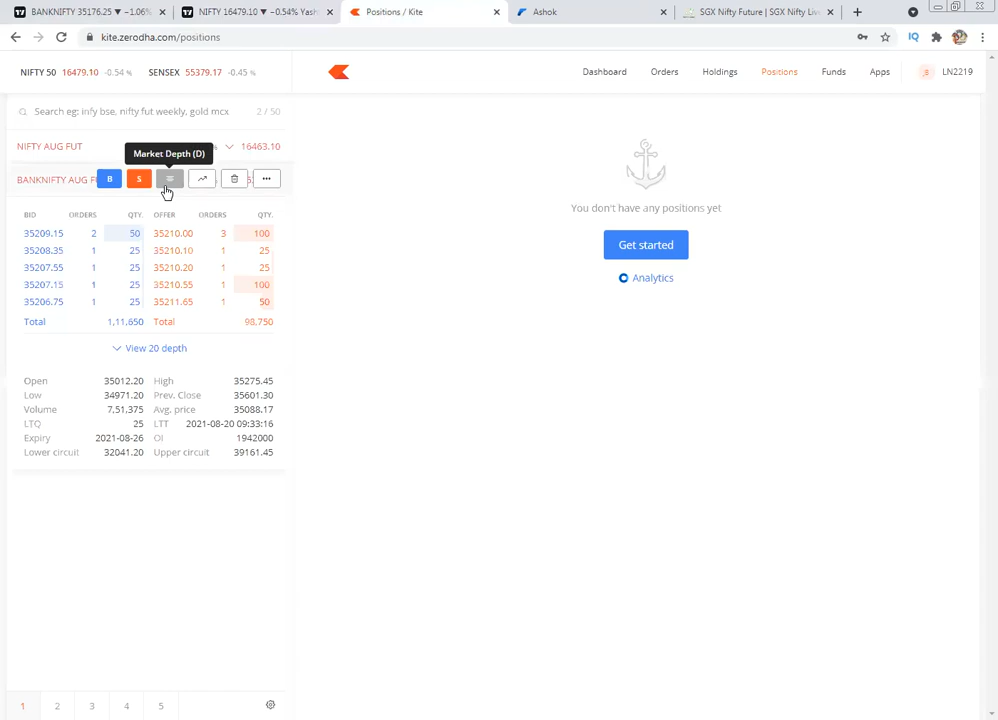 BANKNIFTY 35176.25 ▼ −1.06%
NIFTY 16479.10 ▼ −0.54% Yash
Positions / Kite
Ashok
SGX Nifty Future | SGX Nifty Live
kite.zerodha.com/positions
IQ
NIFTY 50 16479.10 -0.54 %
SENSEX 55379.17 -0.45 %
Dashboard
Orders
Holdings
Positions
Funds
Apps
LN2219
Search eg: infy bse, nifty fut weekly, gold mcx
2 / 50
NIFTY AUG FUT
% 16463.10
Market Depth (D)
BANKNIFTY AUG F
B
S
BID ORDERS QTY. OFFER ORDERS QTY.
35209.15 2 50 35210.00 3 100
35208.35 1 25 35210.10 1 25
35207.55 1 25 35210.20 1 25
35207.15 1 25 35210.55 1 100
35206.75 1 25 35211.65 1 50
Total 1,11,650 Total 98,750
View 20 depth
Open 35012.20 High 35275.45
Low 34971.20 Prev. Close 35601.30
Volume 7,51,375 Avg. price 35088.17
LTQ 25 LTT 2021-08-20 09:33:16
Expiry 2021-08-26 OI 1942000
Lower circuit 32041.20 Upper circuit 39161.45
You don't have any positions yet
Get started
Analytics
1 2 3 4 5